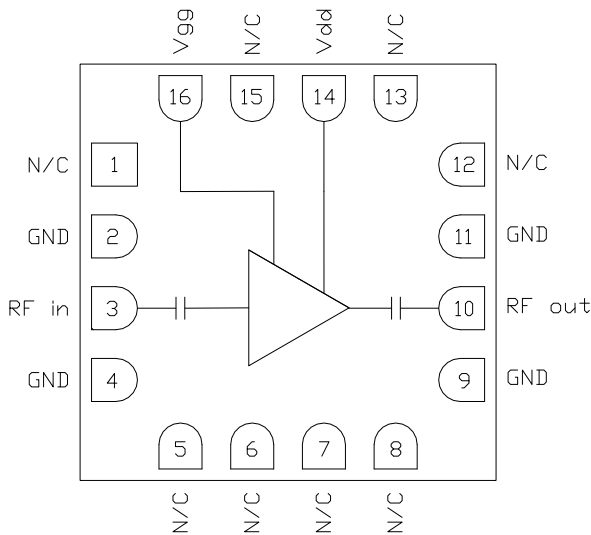 Vgg N/C Vdd N/C
16 15 14 13
N/C 1 12 N/C
GND 2 11 GND
RF in 3 10 RF out
GND 4 9 GND
5 6 7 8
N/C N/C N/C N/C